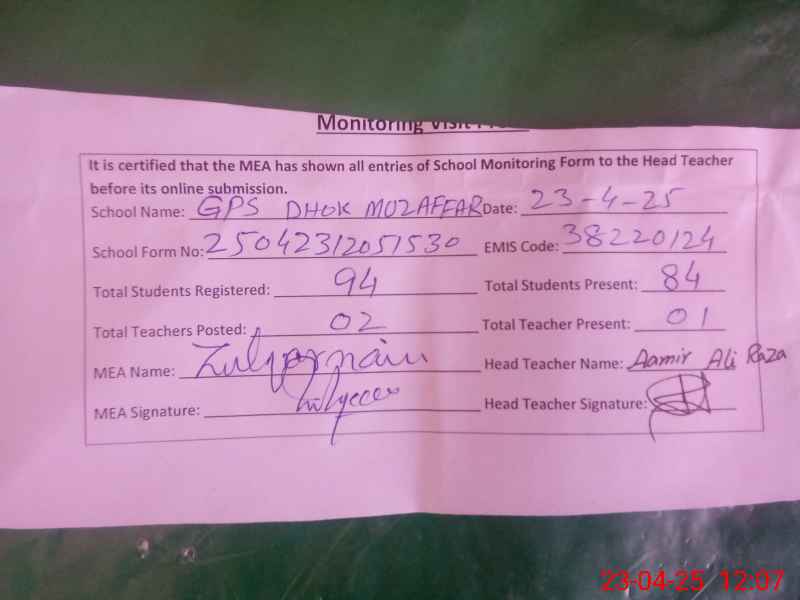 Monitoring Visit
It is certified that the MEA has shown all entries of School Monitoring Form to the Head Teacher
before its online submission.
School Name: GPS DHOK MUZAFFAR Date: 23-4-25
School Form No: 25042312051530 EMIS Code: 38220124
Total Students Registered: 94 Total Students Present: 84
Total Teachers Posted: 02 Total Teacher Present: 01
MEA Name: Zulqarnain Head Teacher Name: Aamir Ali Raza
MEA Signature: Head Teacher Signature:
23-04-25 12:07